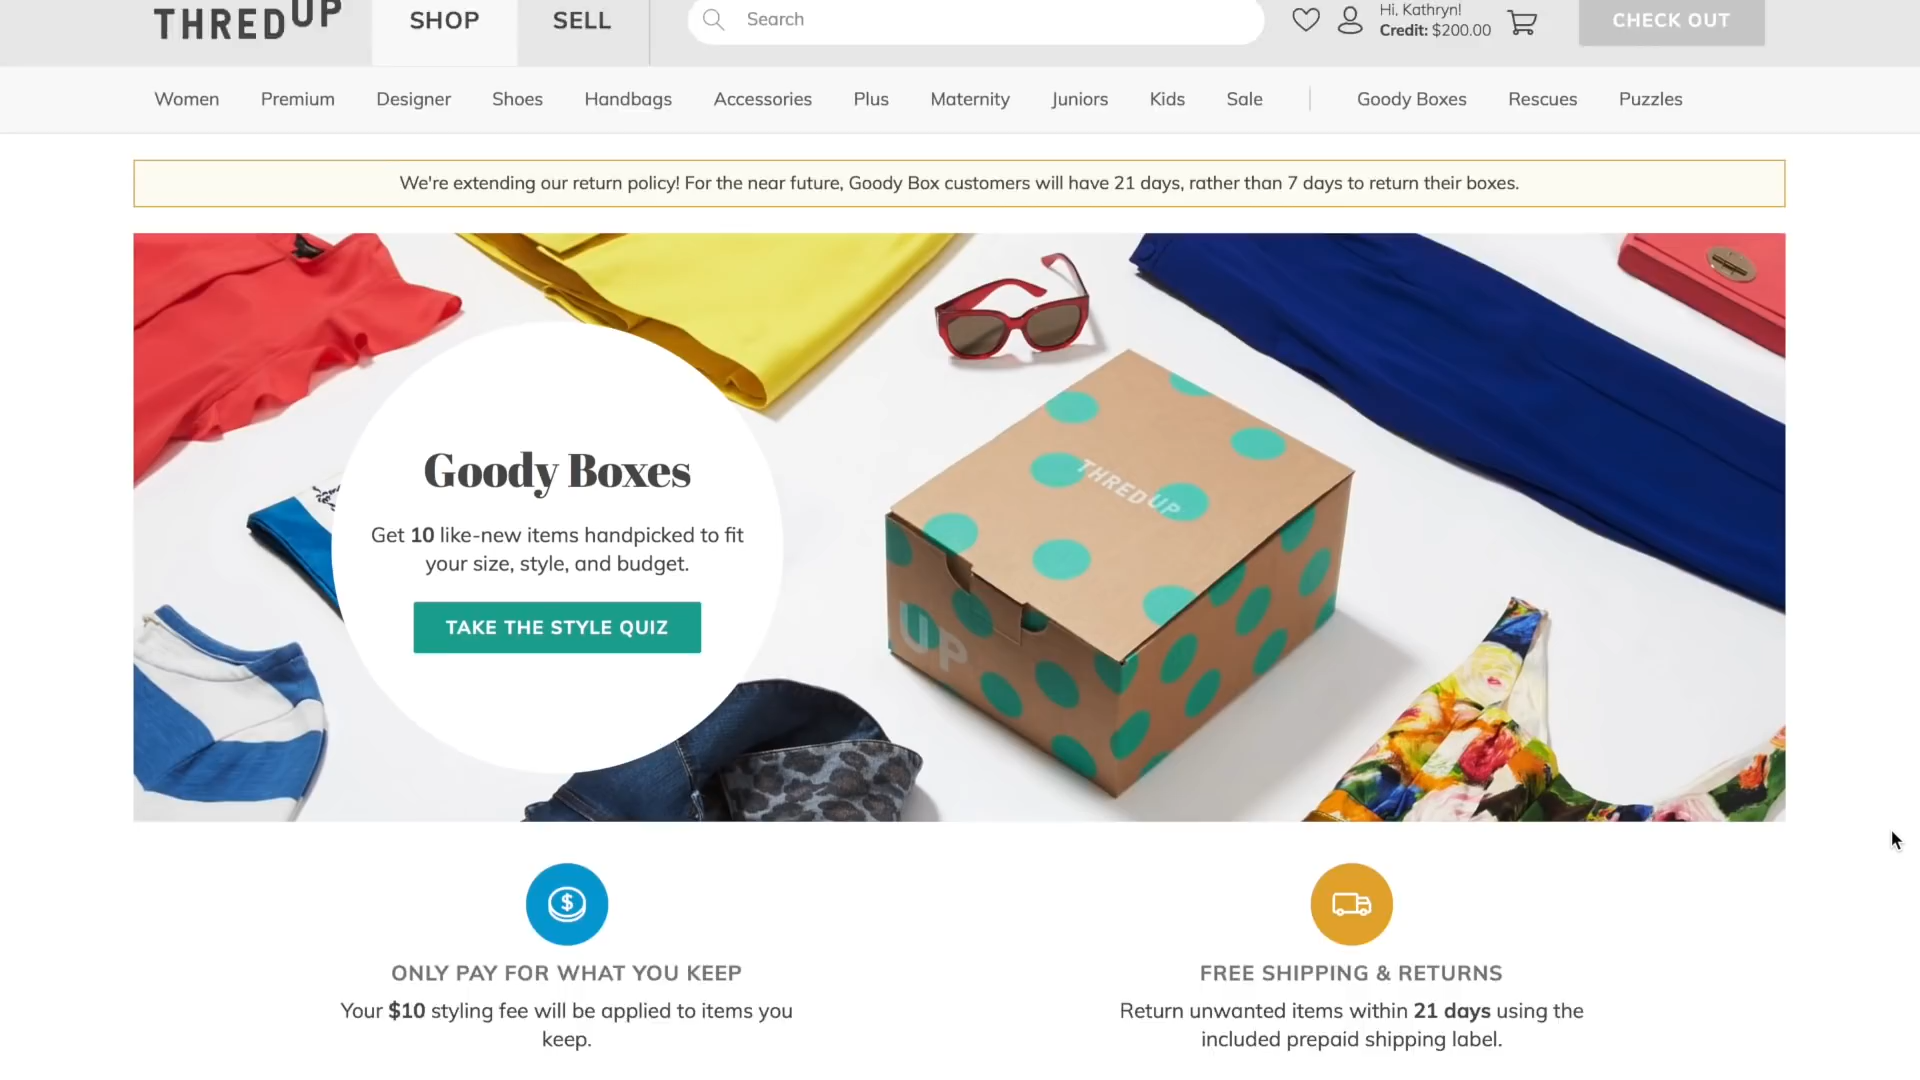 THREDUP
SHOP
SELL
Search
Hi, Kathryn!
Credit: $200.00
CHECK OUT
Women
Premium
Designer
Shoes
Handbags
Accessories
Plus
Maternity
Juniors
Kids
Sale
Goody Boxes
Rescues
Puzzles
We're extending our return policy! For the near future, Goody Box customers will have 21 days, rather than 7 days to return their boxes.
Goody Boxes
Get 10 like-new items handpicked to fit
your size, style, and budget.
TAKE THE STYLE QUIZ
THREDUP
UP
$
ONLY PAY FOR WHAT YOU KEEP
Your $10 styling fee will be applied to items you
keep.
FREE SHIPPING & RETURNS
Return unwanted items within 21 days using the
included prepaid shipping label.